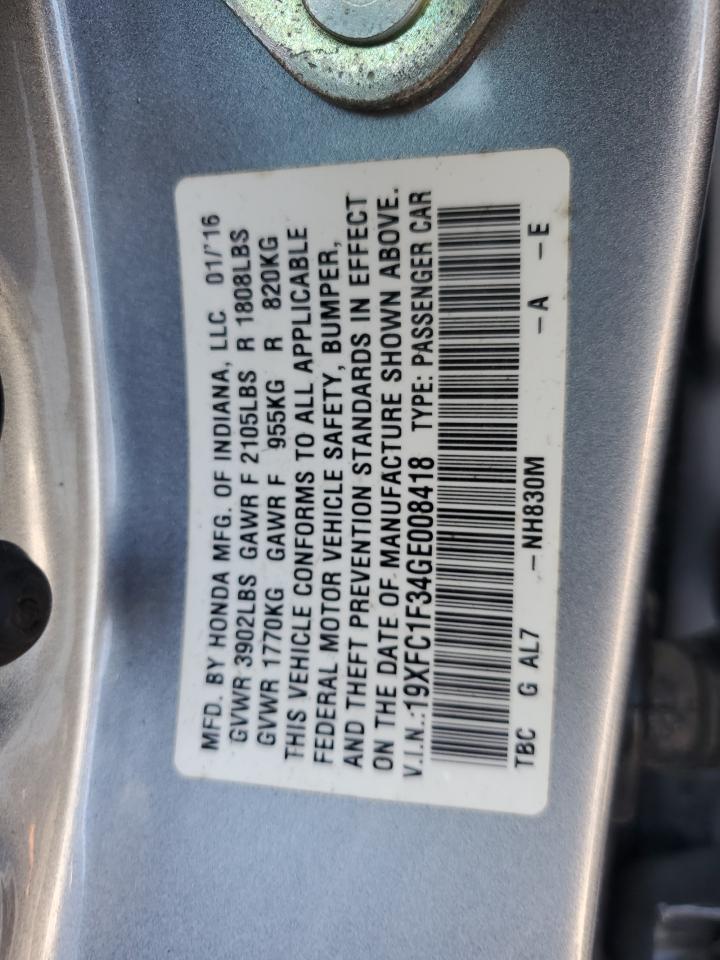 MFD. BY HONDA MFG. OF INDIANA, LLC 01/'16
GVWR 3902LBS GAWR F 2105LBS R 1808LBS
GVWR 1770KG GAWR F 955KG R 820KG
THIS VEHICLE CONFORMS TO ALL APPLICABLE
FEDERAL MOTOR VEHICLE SAFETY, BUMPER,
AND THEFT PREVENTION STANDARDS IN EFFECT
ON THE DATE OF MANUFACTURE SHOWN ABOVE.
V.I.N.:19XFC1F34GE008418 TYPE: PASSENGER CAR
TBC G AL7 – NH830M – A – E